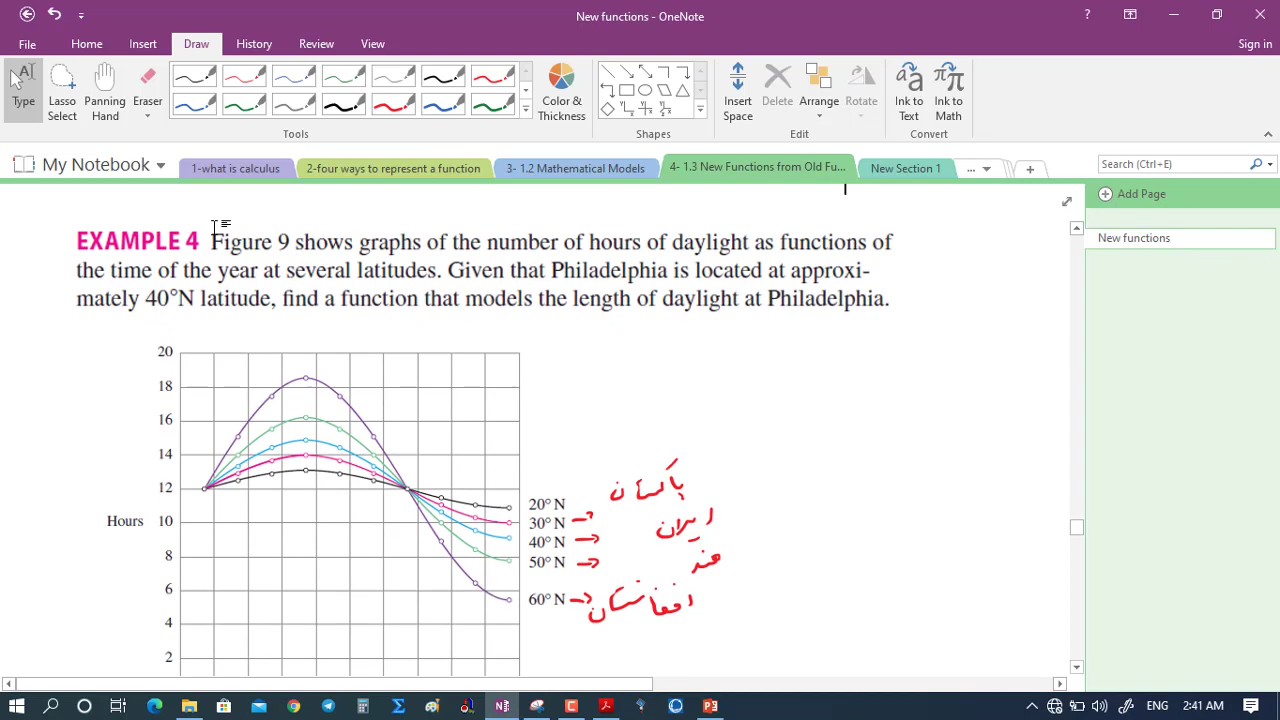 New functions - OneNote
?
File Home Insert Draw History Review View Sign in
Type
Lasso Select
Panning Hand
Eraser
Color & Thickness
Insert Space
Delete
Arrange
Rotate
Ink to Text
Ink to Math
Tools Shapes Edit Convert
My Notebook
1-what is calculus
2-four ways to represent a function
3- 1.2 Mathematical Models
4- 1.3 New Functions from Old Fu...
New Section 1
...
Search (Ctrl+E)
Add Page
New functions
EXAMPLE 4 Figure 9 shows graphs of the number of hours of daylight as functions of
the time of the year at several latitudes. Given that Philadelphia is located at approxi-
mately 40°N latitude, find a function that models the length of daylight at Philadelphia.
20
18
16
14
12
10
8
6
4
2
Hours
20° N
30° N
40° N
50° N
60° N
پاکستان
ایران
هند
افغانستان
ENG 2:41 AM